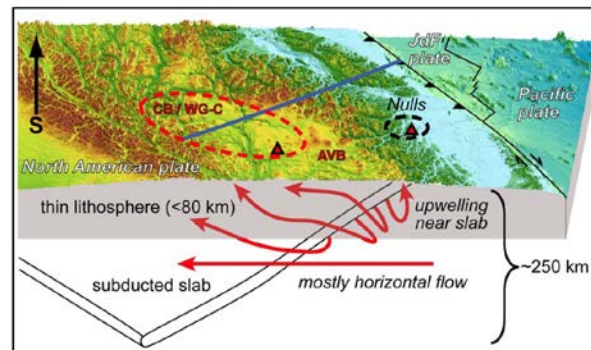 JdF
plate
Pacific
plate
S
CB / WG-C
Nulls
AVB
North American plate
thin lithosphere (<80 km)
upwelling
near slab
subducted slab
mostly horizontal flow
~250 km